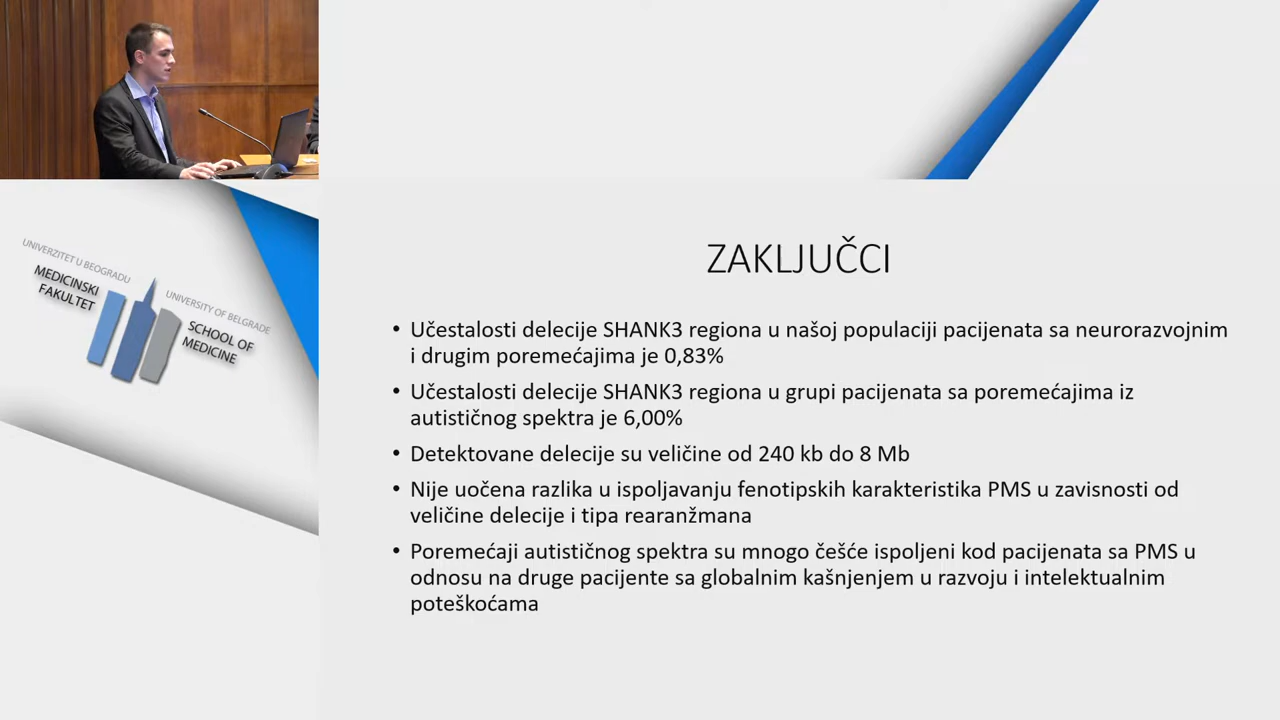 UNIVERZITET U BEOGRADU
MEDICINSKI
FAKULTET
UNIVERSITY OF BELGRADE
SCHOOL OF
MEDICINE
ZAKLJUČCI
• Učestalosti delecije SHANK3 regiona u našoj populaciji pacijenata sa neurorazvojnim
i drugim poremećajima je 0,83%
• Učestalosti delecije SHANK3 regiona u grupi pacijenata sa poremećajima iz
autističnog spektra je 6,00%
• Detektovane delecije su veličine od 240 kb do 8 Mb
• Nije uočena razlika u ispoljavanju fenotipskih karakteristika PMS u zavisnosti od
veličine delecije i tipa rearanžmana
• Poremećaji autističnog spektra su mnogo češće ispoljeni kod pacijenata sa PMS u
odnosu na druge pacijente sa globalnim kašnjenjem u razvoju i intelektualnim
poteškoćama